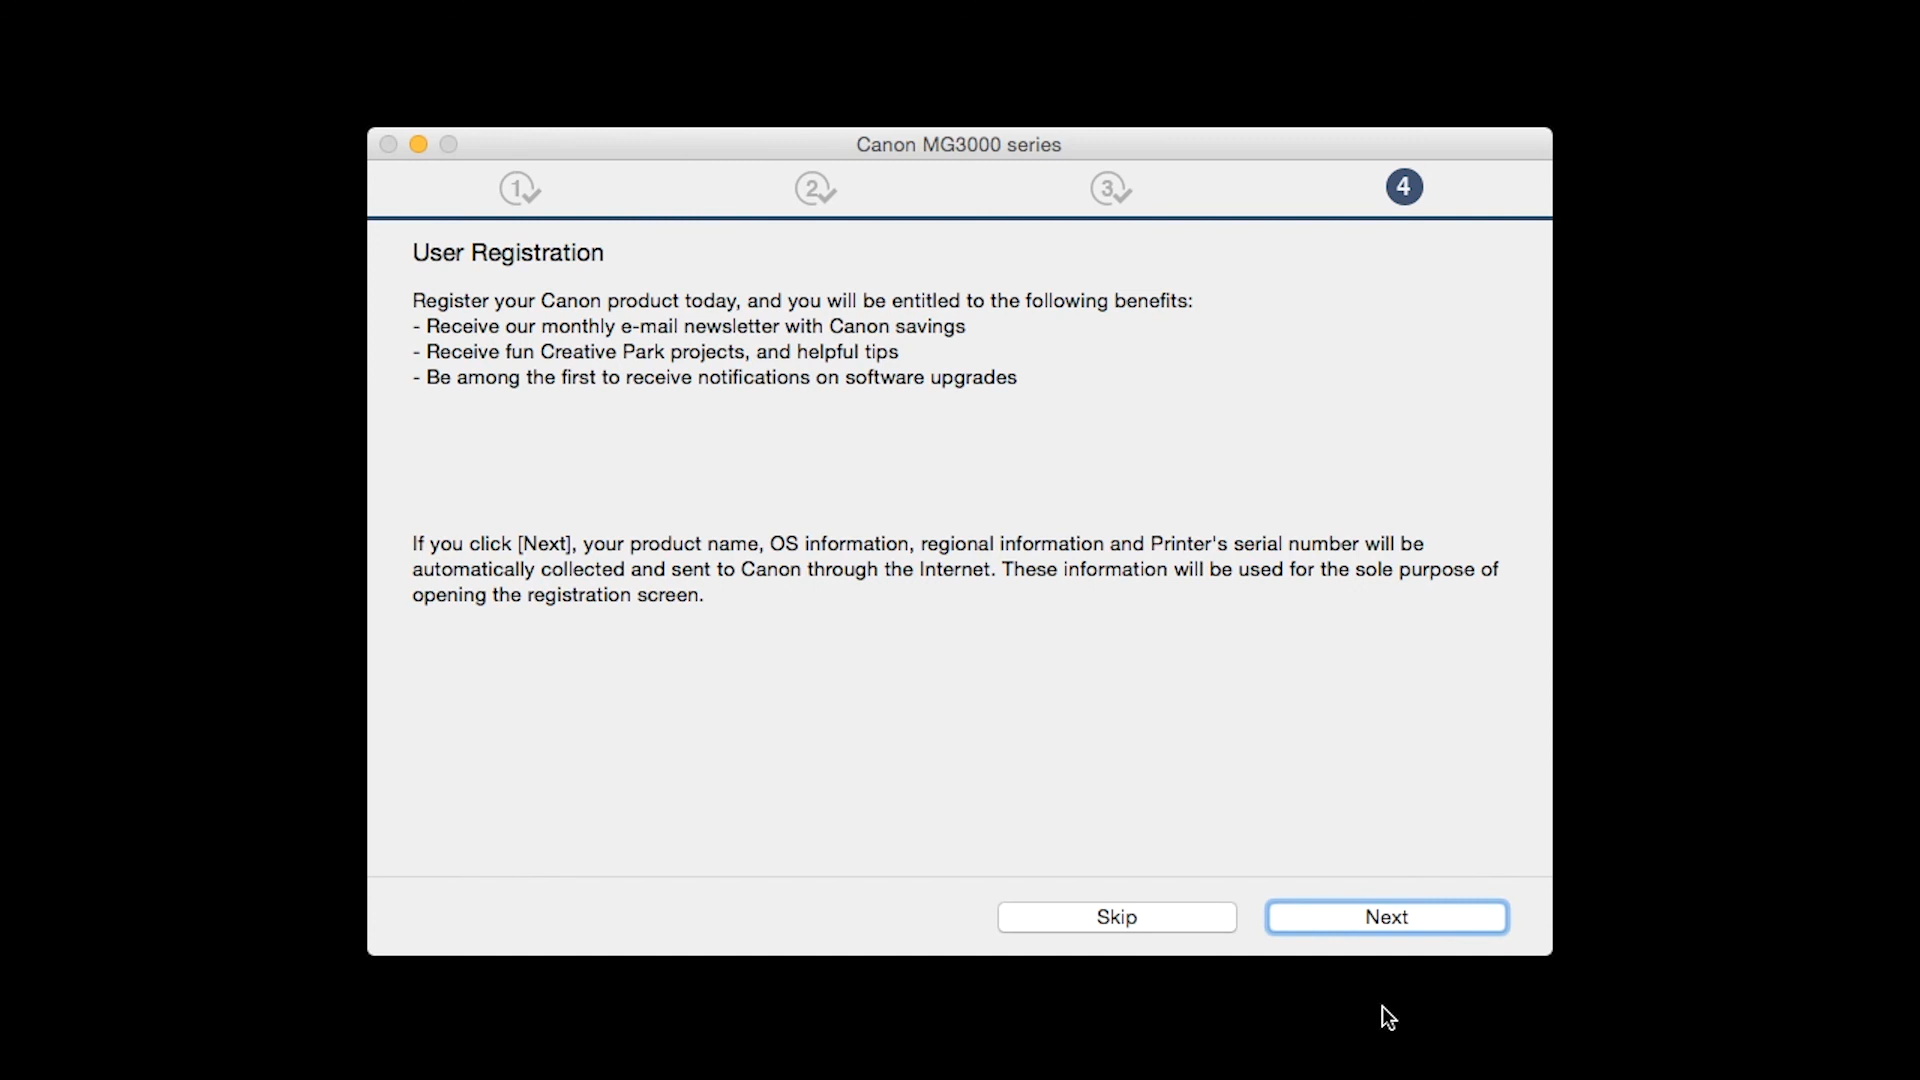 Canon MG3000 series
1 2 3 4
User Registration
Register your Canon product today, and you will be entitled to the following benefits:
- Receive our monthly e-mail newsletter with Canon savings
- Receive fun Creative Park projects, and helpful tips
- Be among the first to receive notifications on software upgrades
If you click [Next], your product name, OS information, regional information and Printer's serial number will be
automatically collected and sent to Canon through the Internet. These information will be used for the sole purpose of
opening the registration screen.
Skip Next